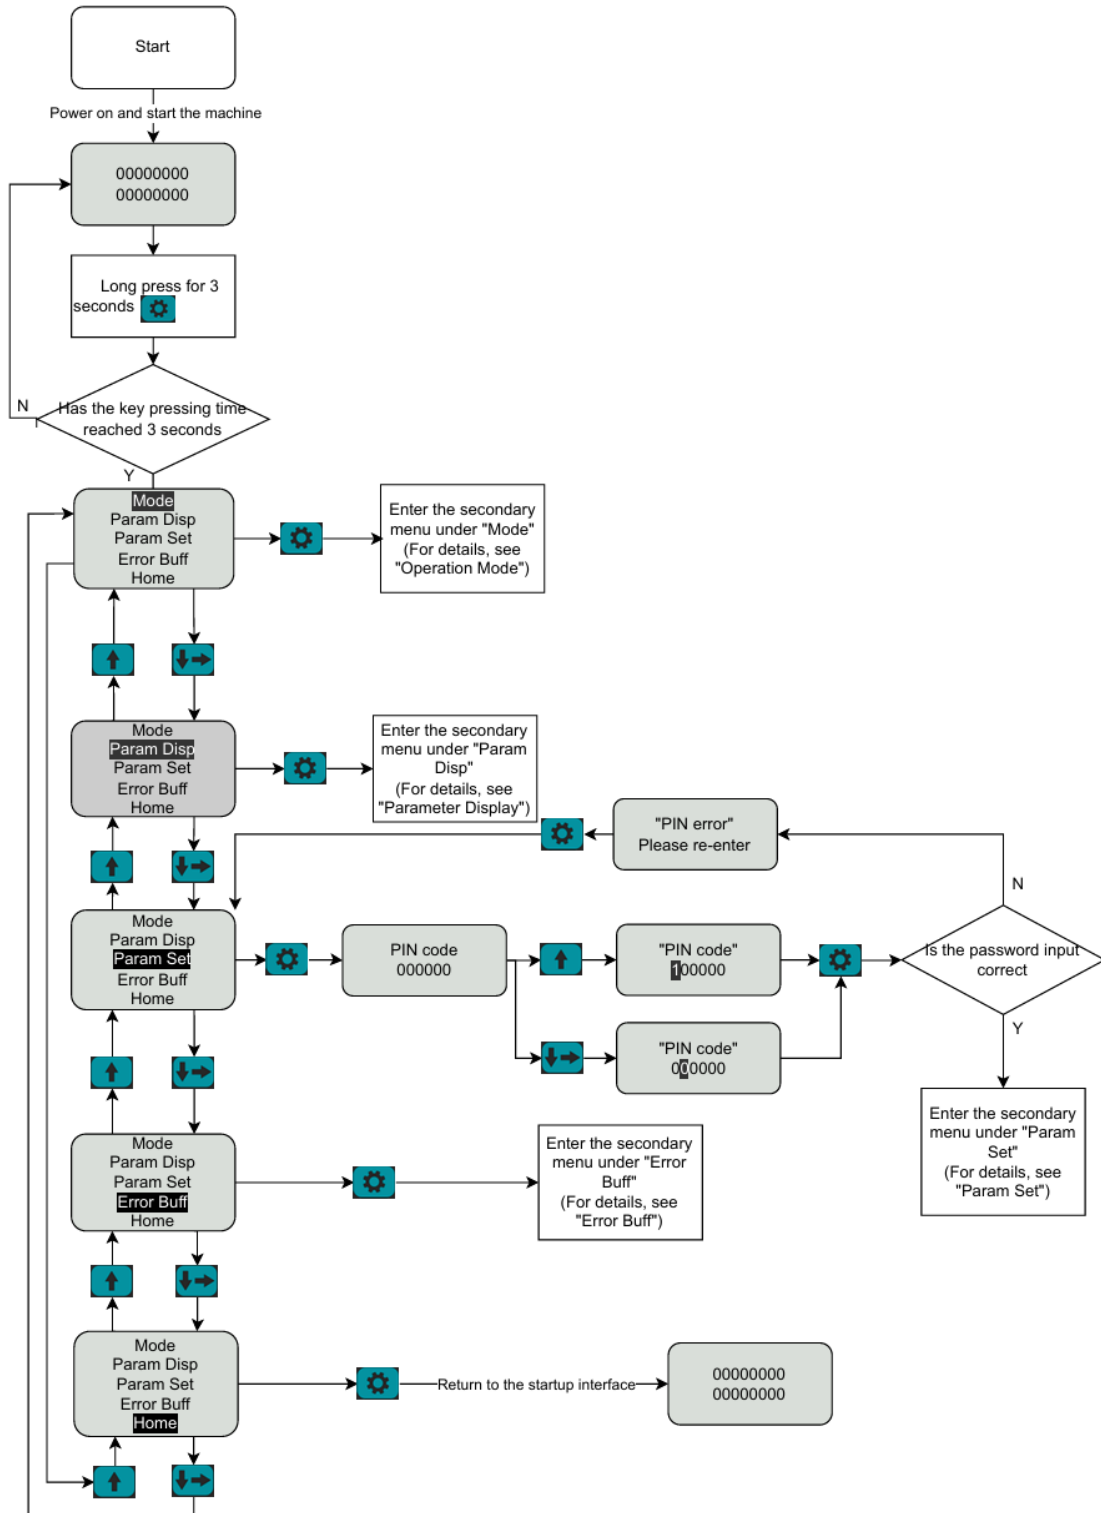 Start
Power on and start the machine
00000000
00000000
Long press for 3
seconds
Has the key pressing time
reached 3 seconds
N
Y
Mode
Param Disp
Param Set
Error Buff
Home
Enter the secondary
menu under "Mode"
(For details, see
"Operation Mode")
Mode
Param Disp
Param Set
Error Buff
Home
Enter the secondary
menu under "Param
Disp"
(For details, see
"Parameter Display")
"PIN error"
Please re-enter
N
Mode
Param Disp
Param Set
Error Buff
Home
PIN code
000000
"PIN code"
100000
"PIN code"
000000
Is the password input
correct
Y
Enter the secondary
menu under "Param
Set"
(For details, see
"Param Set")
Mode
Param Disp
Param Set
Error Buff
Home
Enter the secondary
menu under "Error
Buff"
(For details, see
"Error Buff")
Mode
Param Disp
Param Set
Error Buff
Home
Return to the startup interface
00000000
00000000